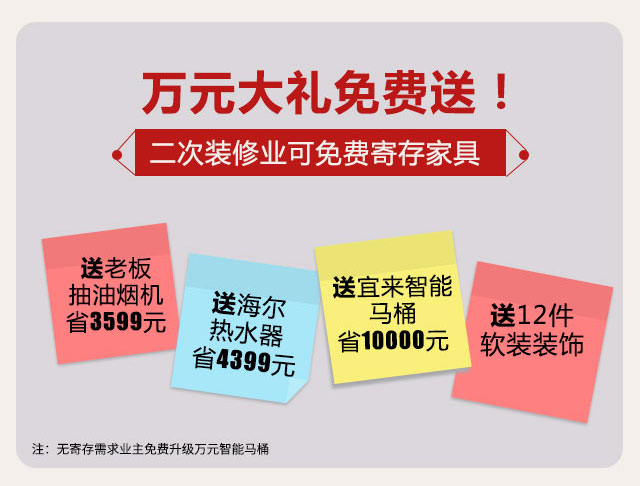 万元大礼免费送！
二次装修业可免费寄存家具
送老板
抽油烟机
省3599元
送海尔
热水器
省4399元
送宜来智能
马桶
省10000元
送12件
软装装饰
注：无寄存需求业主免费升级万元智能马桶